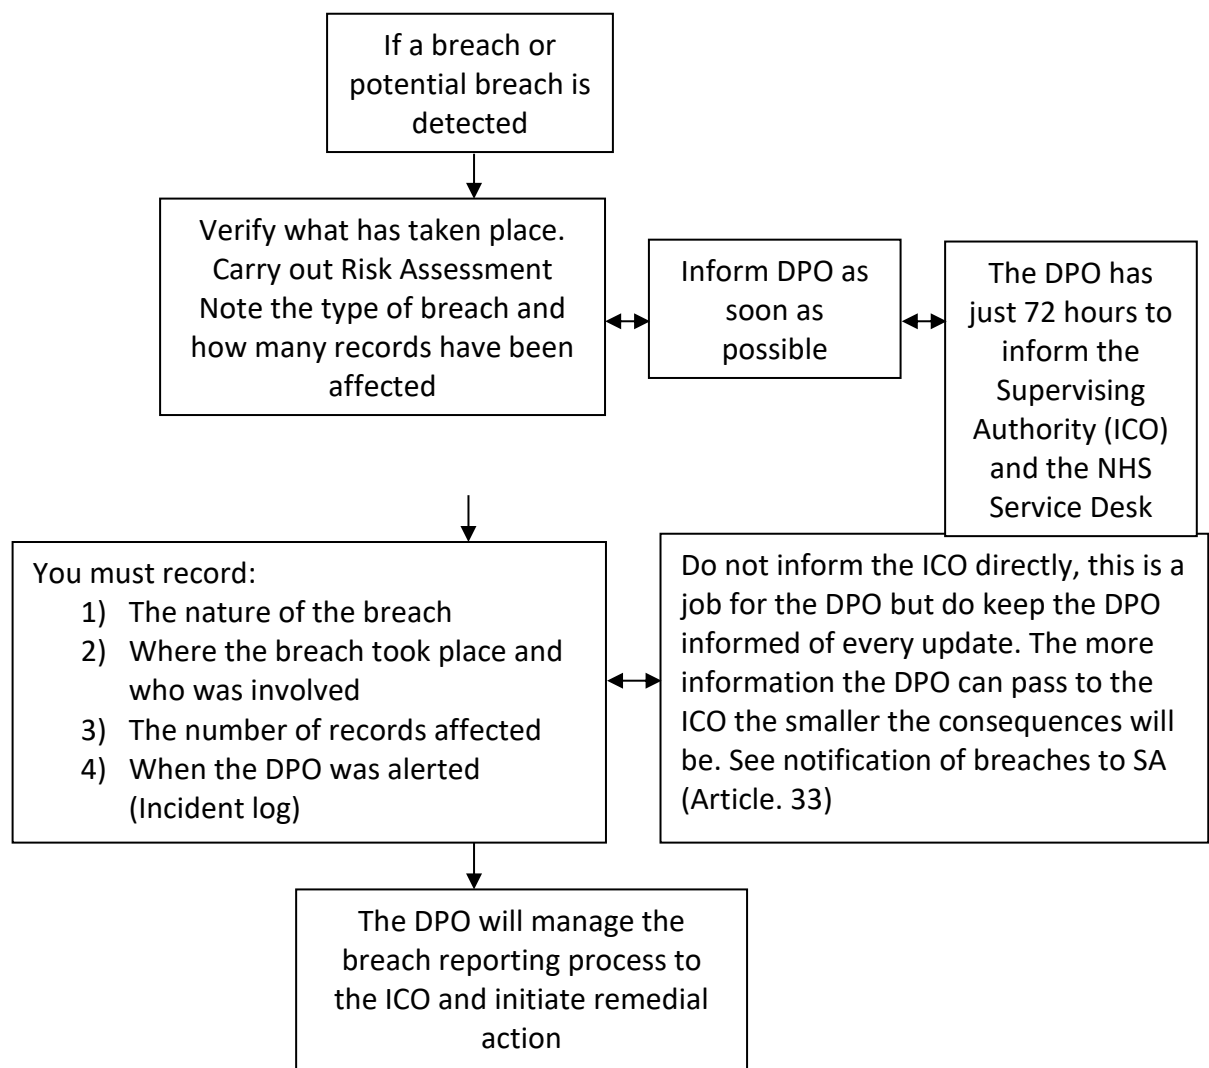 If a breach or
potential breach is
detected
Verify what has taken place.
Carry out Risk Assessment
Note the type of breach and
how many records have been
affected
Inform DPO as
soon as
possible
The DPO has
just 72 hours to
inform the
Supervising
Authority (ICO)
and the NHS
Service Desk
You must record:
1) The nature of the breach
2) Where the breach took place and
who was involved
3) The number of records affected
4) When the DPO was alerted
(Incident log)
Do not inform the ICO directly, this is a
job for the DPO but do keep the DPO
informed of every update. The more
information the DPO can pass to the
ICO the smaller the consequences will
be. See notification of breaches to SA
(Article. 33)
The DPO will manage the
breach reporting process to
the ICO and initiate remedial
action